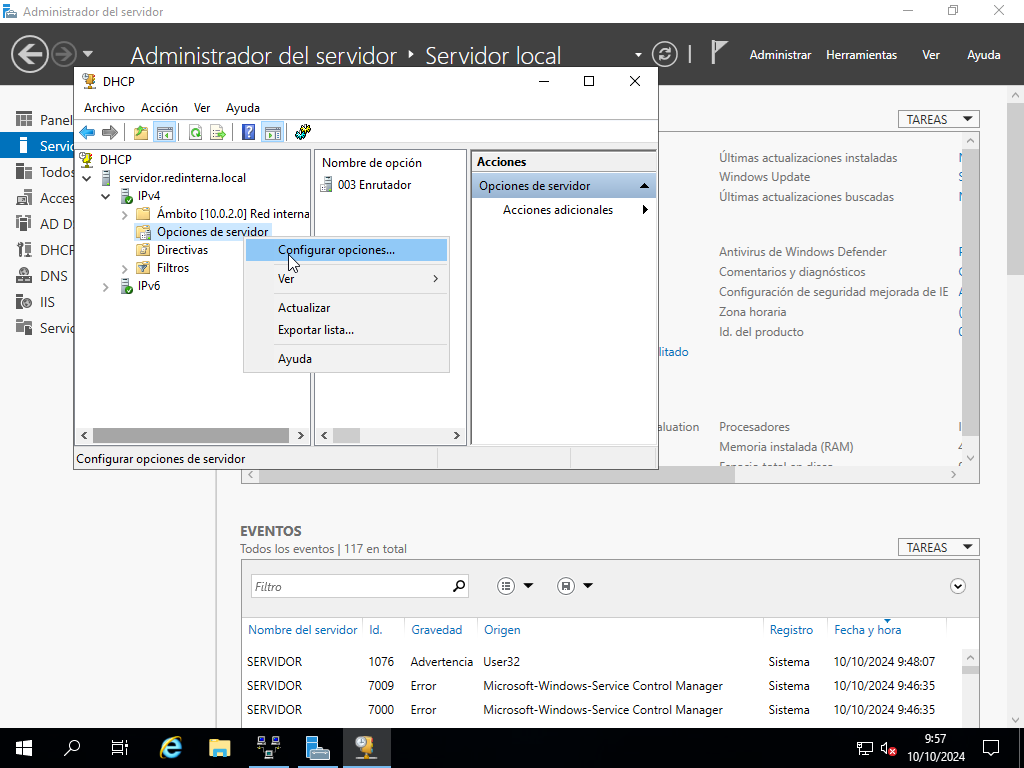 Administrador del servidor
Administrador del servidor ‣ Servidor local
Administrar Herramientas Ver Ayuda
DHCP
Archivo Acción Ver Ayuda
DHCP
servidor.redinterna.local
IPv4
Ámbito [10.0.2.0] Red interna
Opciones de servidor
Directivas
Filtros
IPv6
Nombre de opción
003 Enrutador
Acciones
Opciones de servidor
Acciones adicionales
Configurar opciones...
Ver
Actualizar
Exportar lista...
Ayuda
Configurar opciones de servidor
Panel
Servid
Todos
Acces
AD D
DHCP
DNS
IIS
Servic
TAREAS
Últimas actualizaciones instaladas
Windows Update
Últimas actualizaciones buscadas
Antivirus de Windows Defender
Comentarios y diagnósticos
Configuración de seguridad mejorada de IE
Zona horaria
Id. del producto
litado
aluation
Procesadores
Memoria instalada (RAM)
Espacio total en disco
EVENTOS
Todos los eventos | 117 en total
TAREAS
Filtro
Nombre del servidor Id. Gravedad Origen Registro Fecha y hora
SERVIDOR 1076 Advertencia User32 Sistema 10/10/2024 9:48:07
SERVIDOR 7009 Error Microsoft-Windows-Service Control Manager Sistema 10/10/2024 9:46:35
SERVIDOR 7000 Error Microsoft-Windows-Service Control Manager Sistema 10/10/2024 9:46:35
9:57
10/10/2024